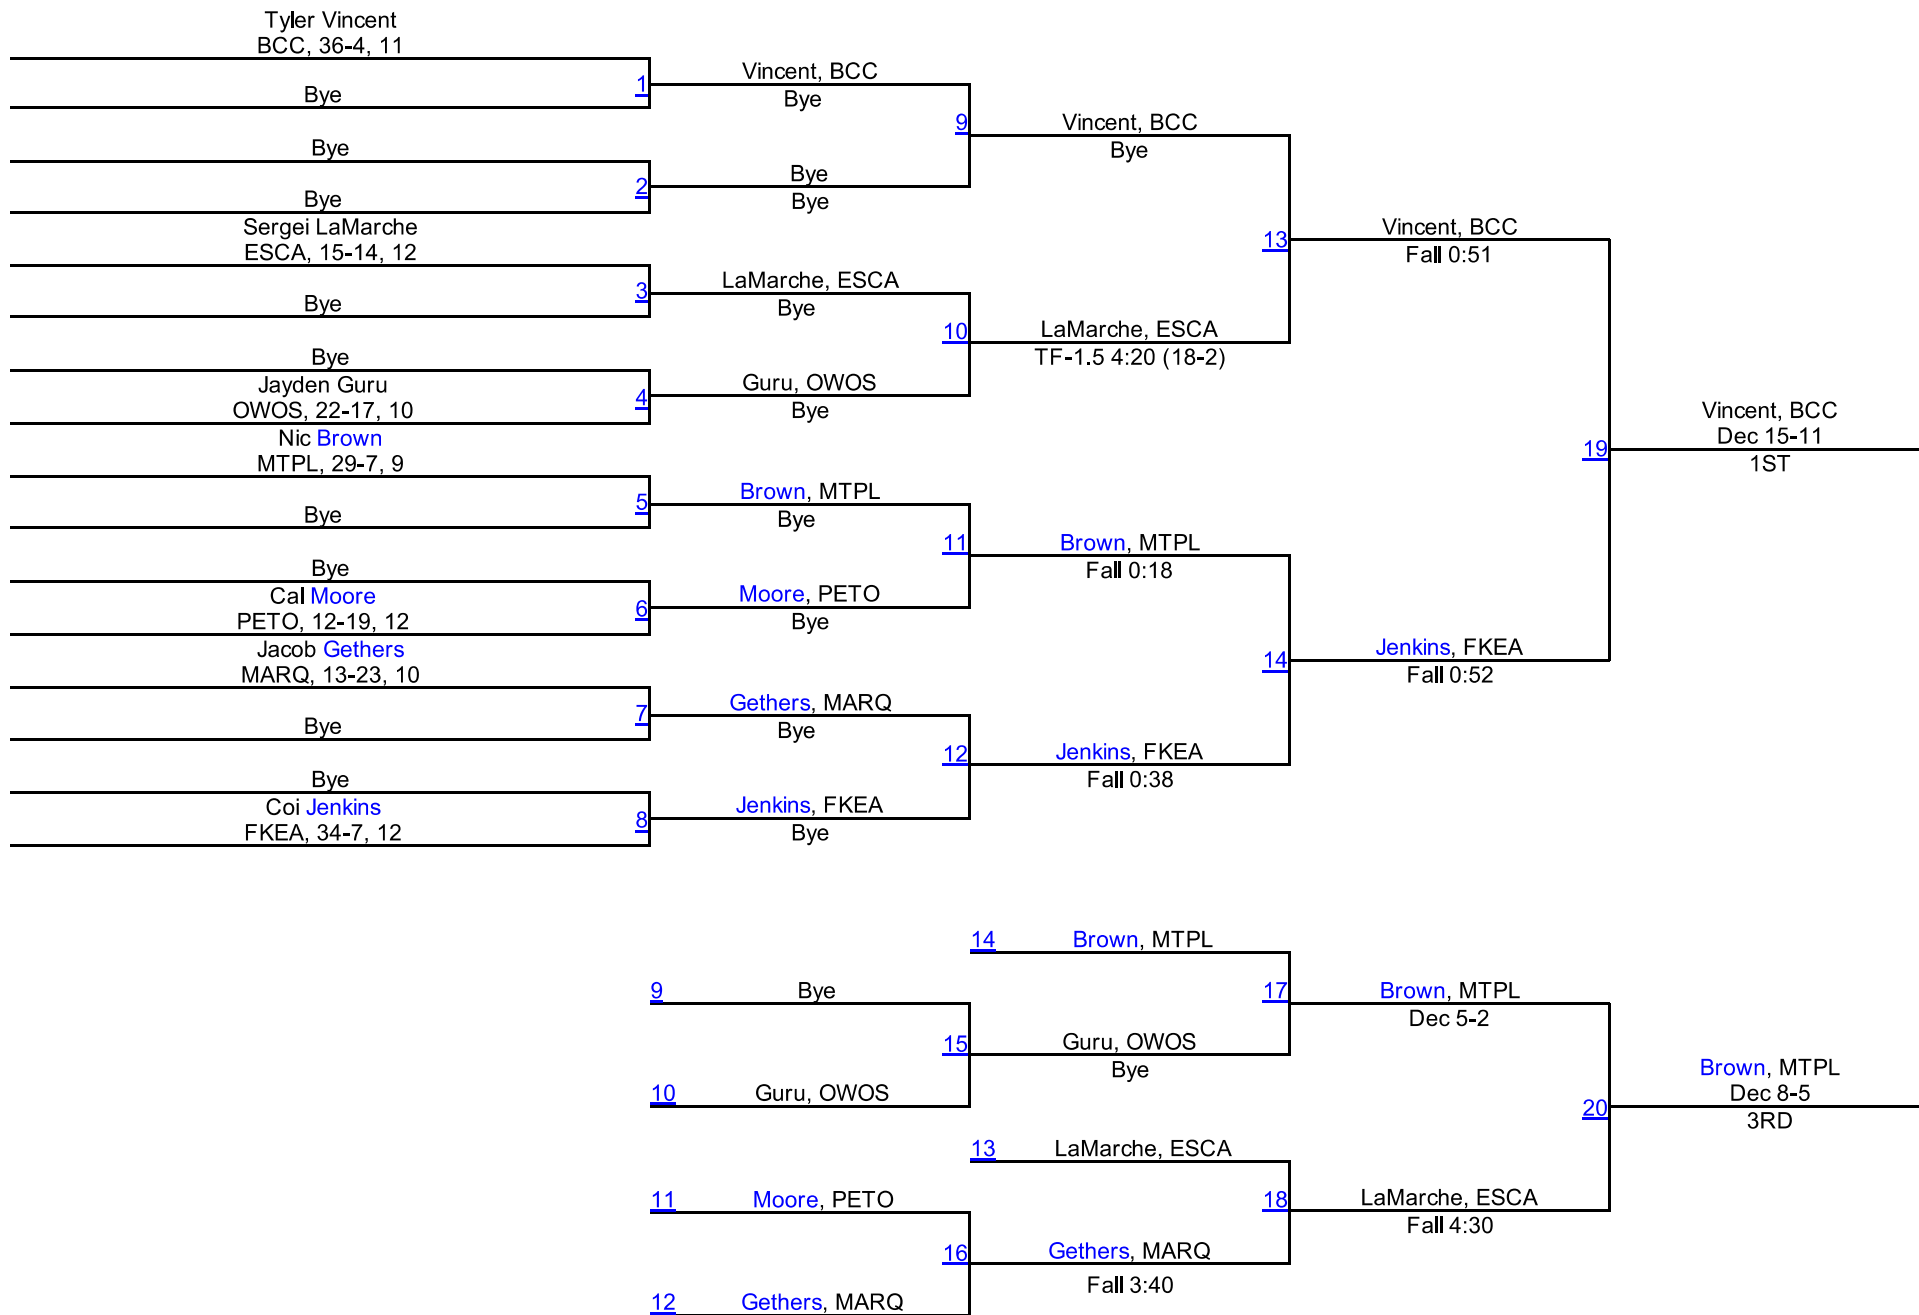 Tyler Vincent
BCC, 36-4, 11
Bye
1
Bye
2
Bye
Sergei LaMarche
ESCA, 15-14, 12
3
Bye
Bye
Jayden Guru
4
OWOS, 22-17, 10
Nic Brown
MTPL, 29-7, 9
5
Bye
Bye
Cal Moore
6
PETO, 12-19, 12
Jacob Gethers
MARQ, 13-23, 10
7
Bye
Bye
Coi Jenkins
8
FKEA, 34-7, 12
Vincent, BCC
Bye
9
Bye
Bye
LaMarche, ESCA
Bye
10
Guru, OWOS
Bye
Brown, MTPL
Bye
11
Moore, PETO
Bye
Gethers, MARQ
Bye
12
Jenkins, FKEA
Bye
Vincent, BCC
Bye
13
LaMarche, ESCA
TF-1.5 4:20 (18-2)
Brown, MTPL
Fall 0:18
14
Jenkins, FKEA
Fall 0:38
Vincent, BCC
Fall 0:51
19
Jenkins, FKEA
Fall 0:52
Vincent, BCC
Dec 15-11
1ST
9 Bye
15
10 Guru, OWOS
11 Moore, PETO
16
12 Gethers, MARQ
14 Brown, MTPL
17
Guru, OWOS
Bye
13 LaMarche, ESCA
18
Gethers, MARQ
Fall 3:40
Brown, MTPL
Dec 5-2
20
LaMarche, ESCA
Fall 4:30
Brown, MTPL
Dec 8-5
3RD